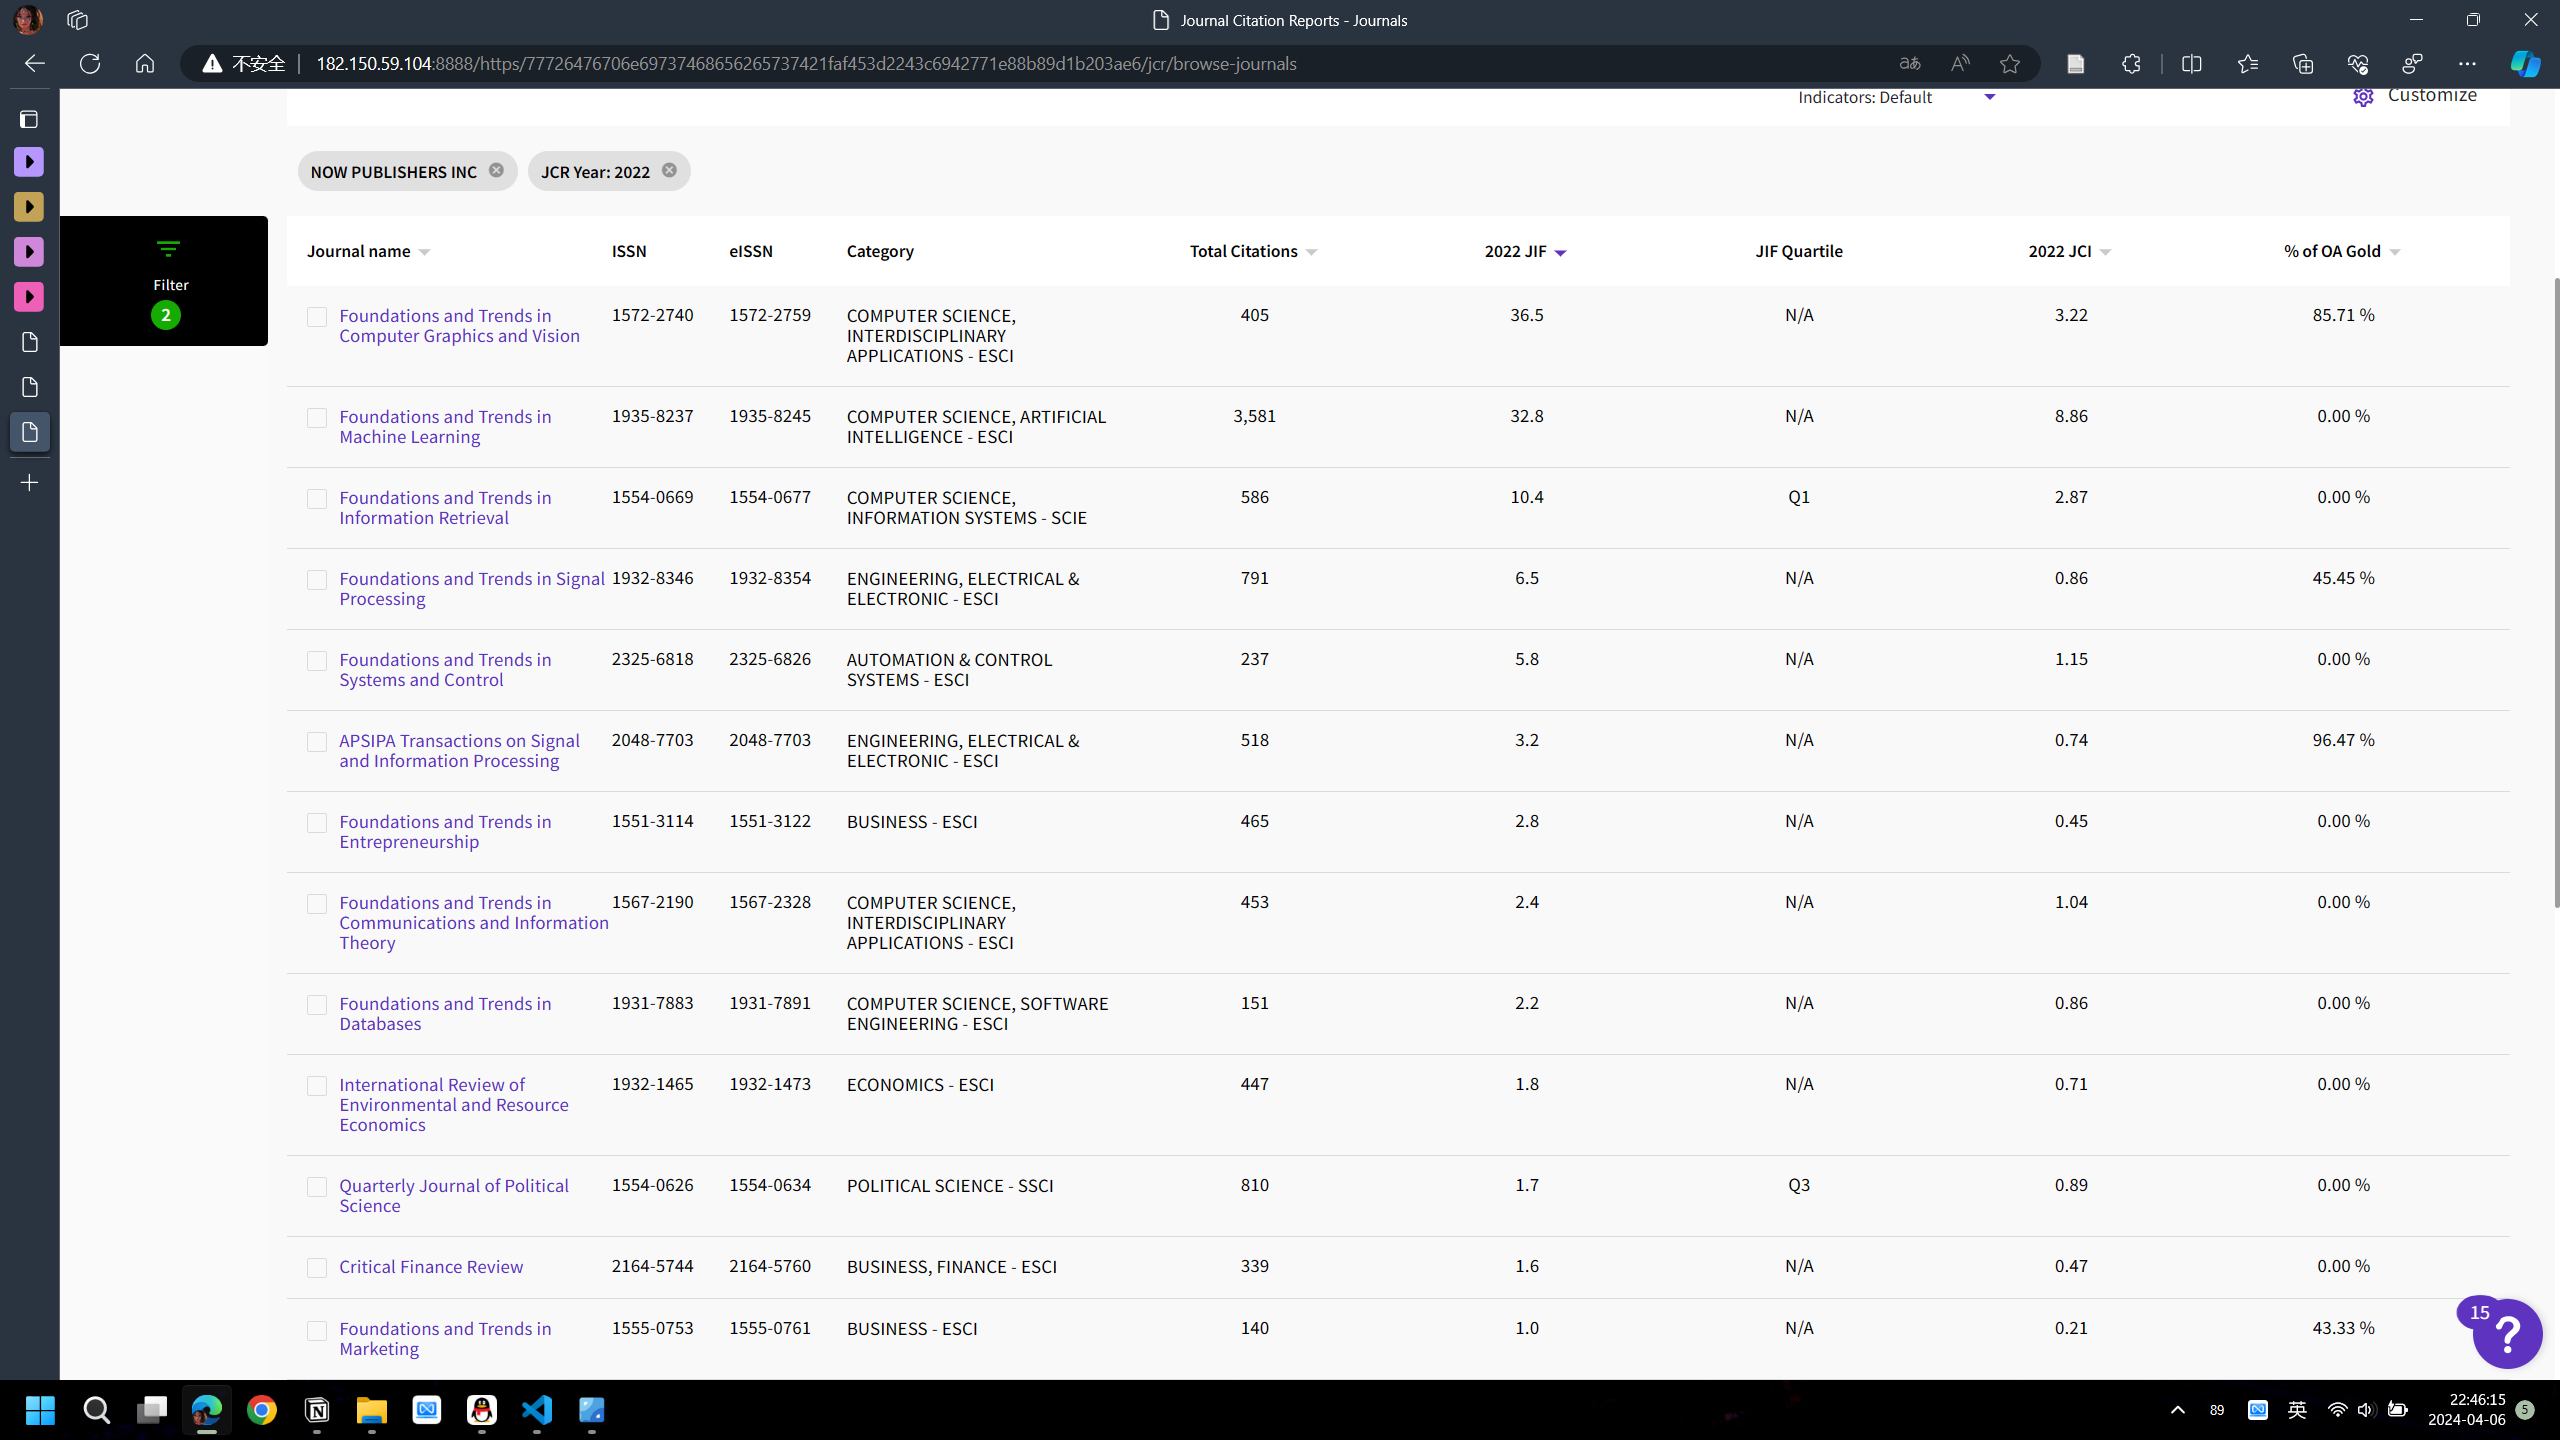 Journal Citation Reports - Journals
不安全 182.150.59.104:8888/https/77726476706e69737468656265737421faf453d2243c6942771e88b89d1b203ae6/jcr/browse-journals
Indicators: Default Customize
NOW PUBLISHERS INC JCR Year: 2022
Filter
2
Journal name ISSN eISSN Category Total Citations 2022 JIF JIF Quartile 2022 JCI % of OA Gold
Foundations and Trends in 1572-2740 1572-2759 COMPUTER SCIENCE, 405 36.5 N/A 3.22 85.71 %
Computer Graphics and Vision INTERDISCIPLINARY
APPLICATIONS - ESCI
Foundations and Trends in 1935-8237 1935-8245 COMPUTER SCIENCE, ARTIFICIAL 3,581 32.8 N/A 8.86 0.00 %
Machine Learning INTELLIGENCE - ESCI
Foundations and Trends in 1554-0669 1554-0677 COMPUTER SCIENCE, 586 10.4 Q1 2.87 0.00 %
Information Retrieval INFORMATION SYSTEMS - SCIE
Foundations and Trends in Signal 1932-8346 1932-8354 ENGINEERING, ELECTRICAL & 791 6.5 N/A 0.86 45.45 %
Processing ELECTRONIC - ESCI
Foundations and Trends in 2325-6818 2325-6826 AUTOMATION & CONTROL 237 5.8 N/A 1.15 0.00 %
Systems and Control SYSTEMS - ESCI
APSIPA Transactions on Signal 2048-7703 2048-7703 ENGINEERING, ELECTRICAL & 518 3.2 N/A 0.74 96.47 %
and Information Processing ELECTRONIC - ESCI
Foundations and Trends in 1551-3114 1551-3122 BUSINESS - ESCI 465 2.8 N/A 0.45 0.00 %
Entrepreneurship
Foundations and Trends in 1567-2190 1567-2328 COMPUTER SCIENCE, 453 2.4 N/A 1.04 0.00 %
Communications and Information INTERDISCIPLINARY
Theory APPLICATIONS - ESCI
Foundations and Trends in 1931-7883 1931-7891 COMPUTER SCIENCE, SOFTWARE 151 2.2 N/A 0.86 0.00 %
Databases ENGINEERING - ESCI
International Review of 1932-1465 1932-1473 ECONOMICS - ESCI 447 1.8 N/A 0.71 0.00 %
Environmental and Resource
Economics
Quarterly Journal of Political 1554-0626 1554-0634 POLITICAL SCIENCE - SSCI 810 1.7 Q3 0.89 0.00 %
Science
Critical Finance Review 2164-5744 2164-5760 BUSINESS, FINANCE - ESCI 339 1.6 N/A 0.47 0.00 %
15
?
Foundations and Trends in 1555-0753 1555-0761 BUSINESS - ESCI 140 1.0 N/A 0.21 43.33 %
Marketing
89 英 22:46:15 5
2024-04-06